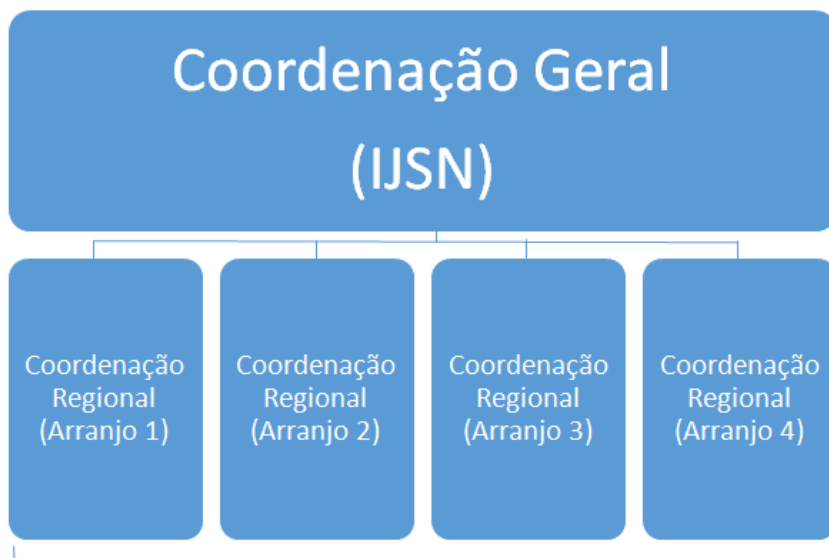 Coordenação Geral
(IJSN)
Coordenação
Regional
(Arranjo 1)
Coordenação
Regional
(Arranjo 2)
Coordenação
Regional
(Arranjo 3)
Coordenação
Regional
(Arranjo 4)